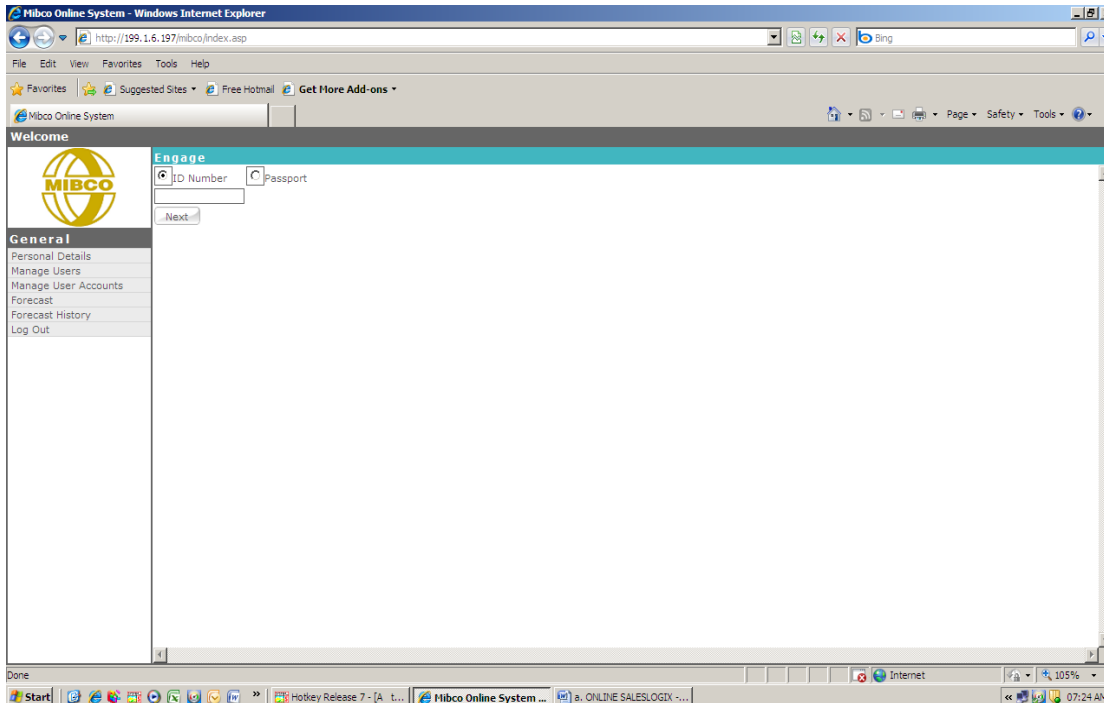 Mibco Online System - Windows Internet Explorer
http://199.1.6.197/mibco/index.asp
Bing
File Edit View Favorites Tools Help
Favorites Suggested Sites Free Hotmail Get More Add-ons
Mibco Online System
Page Safety Tools
Welcome
MIBCO
Engage
ID Number Passport
Next
General
Personal Details
Manage Users
Manage User Accounts
Forecast
Forecast History
Log Out
Done Internet 105%
Start Hotkey Release 7 - [A t... Mibco Online System ... a. ONLINE SALESLOGIX -... 07:24 AM